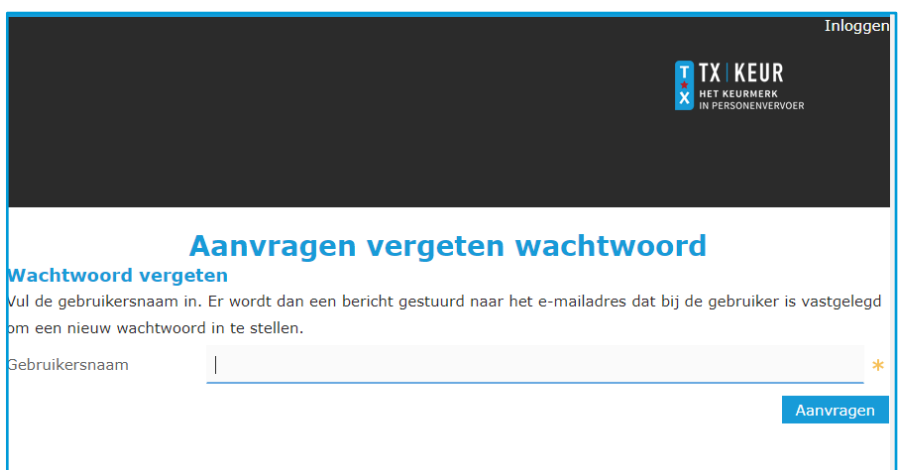 Inloggen
T X
TX | KEUR
HET KEURMERK
IN PERSONENVERVOER
Aanvragen vergeten wachtwoord
Wachtwoord vergeten
Vul de gebruikersnaam in. Er wordt dan een bericht gestuurd naar het e-mailadres dat bij de gebruiker is vastgelegd
om een nieuw wachtwoord in te stellen.
Gebruikersnaam *
Aanvragen